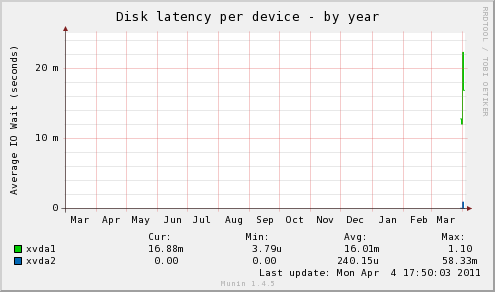 Disk latency per device - by year
RRDTOOL / TOBI OETIKER
Average IO Wait (seconds)
20 m
10 m
0
Mar Apr May Jun Jul Aug Sep Oct Nov Dec Jan Feb Mar
Cur: Min: Avg: Max:
xvda1 16.88m 3.79u 16.01m 1.10
xvda2 0.00 0.00 240.15u 58.33m
Last update: Mon Apr 4 17:50:03 2011
Munin 1.4.5